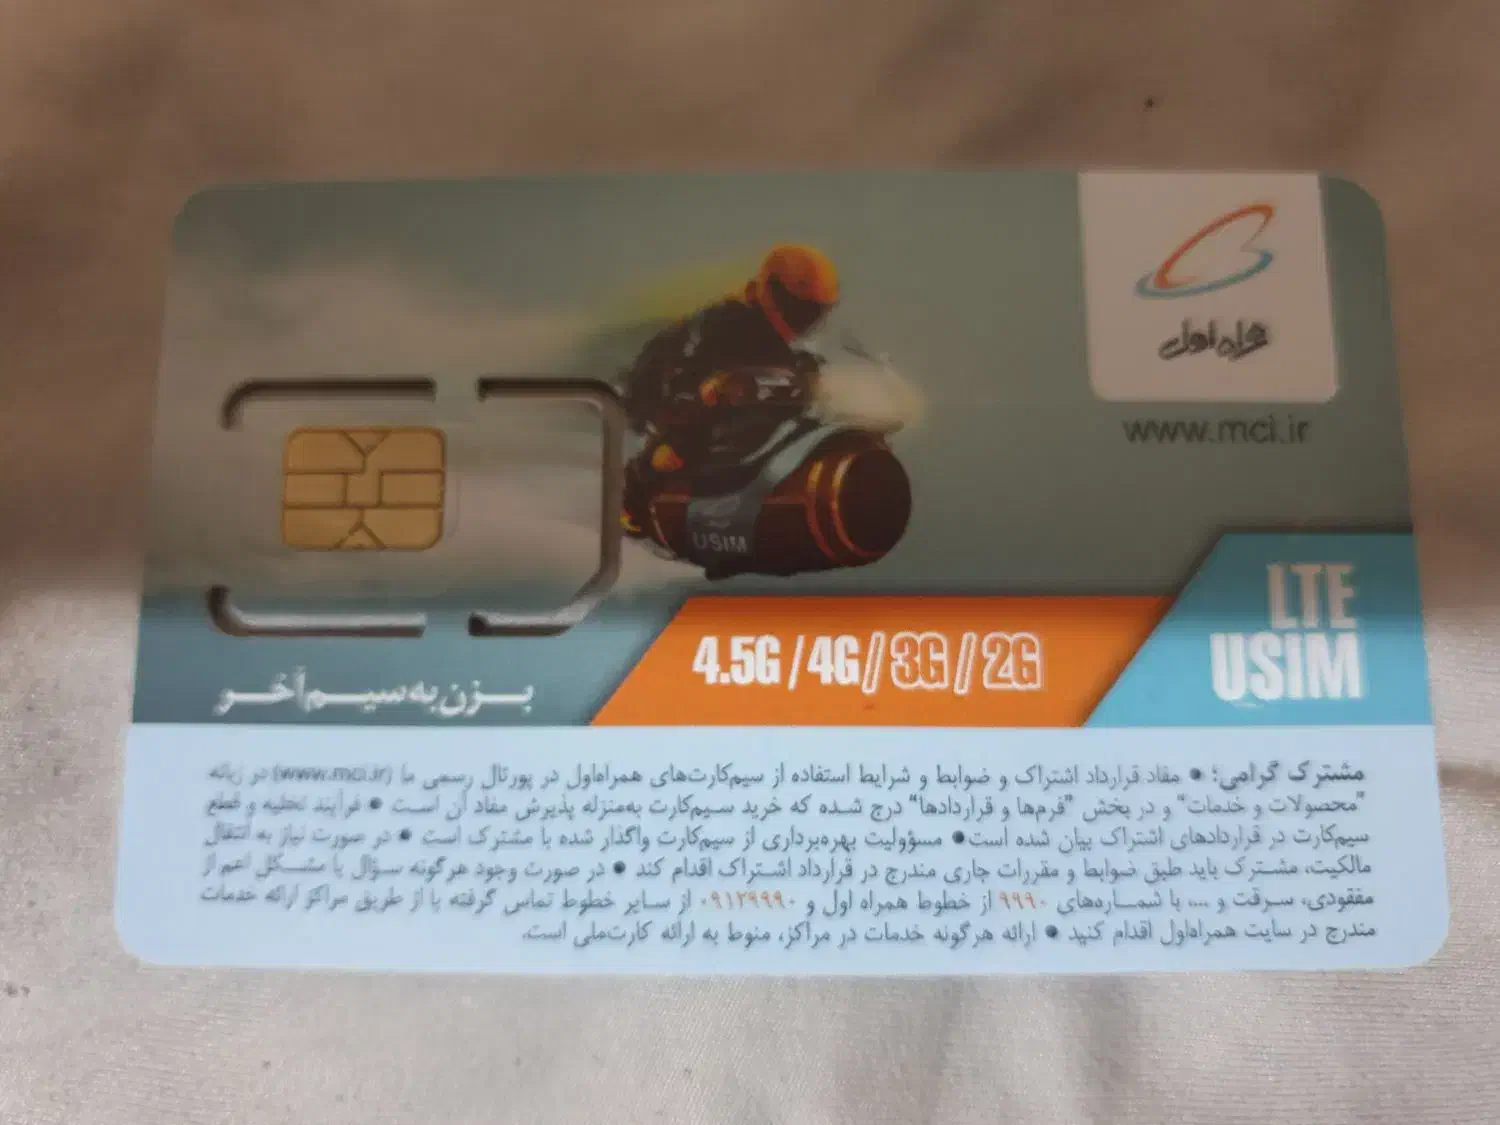 همراه اول
www.mci.ir
USIM
LTE
USIM
4.5G / 4G / 3G / 2G
بزن به سیم آخر
مشترک گرامی؛ • مفاد قرارداد اشتراک و ضوابط و شرایط استفاده از سیم‌کارت‌های همراه‌اول در پورتال رسمی ما (www.mci.ir) در زبانه
"محصولات و خدمات" و در بخش "فرم‌ها و قراردادها" درج شده که خرید سیم‌کارت به‌منزله پذیرش مفاد آن است • فرآیند تخلیه و قطع
سیم‌کارت در قراردادهای اشتراک بیان شده است • مسؤولیت بهره‌برداری از سیم‌کارت واگذار شده با مشترک است • در صورت نیاز به انتقال
مالکیت، مشترک باید طبق ضوابط و مقررات جاری مندرج در قرارداد اشتراک اقدام کند • در صورت وجود هرگونه سؤال یا مشکل اعم از
مفقودی، سرقت و .... با شماره‌های ۹۹۹۰ از خطوط همراه اول و ۰۹۱۲۹۹۹۰ از سایر خطوط تماس گرفته یا از طریق مراکز ارائه خدمات
مندرج در سایت همراه‌اول اقدام کنید • ارائه هرگونه خدمات در مراکز، منوط به ارائه کارت‌ملی است.